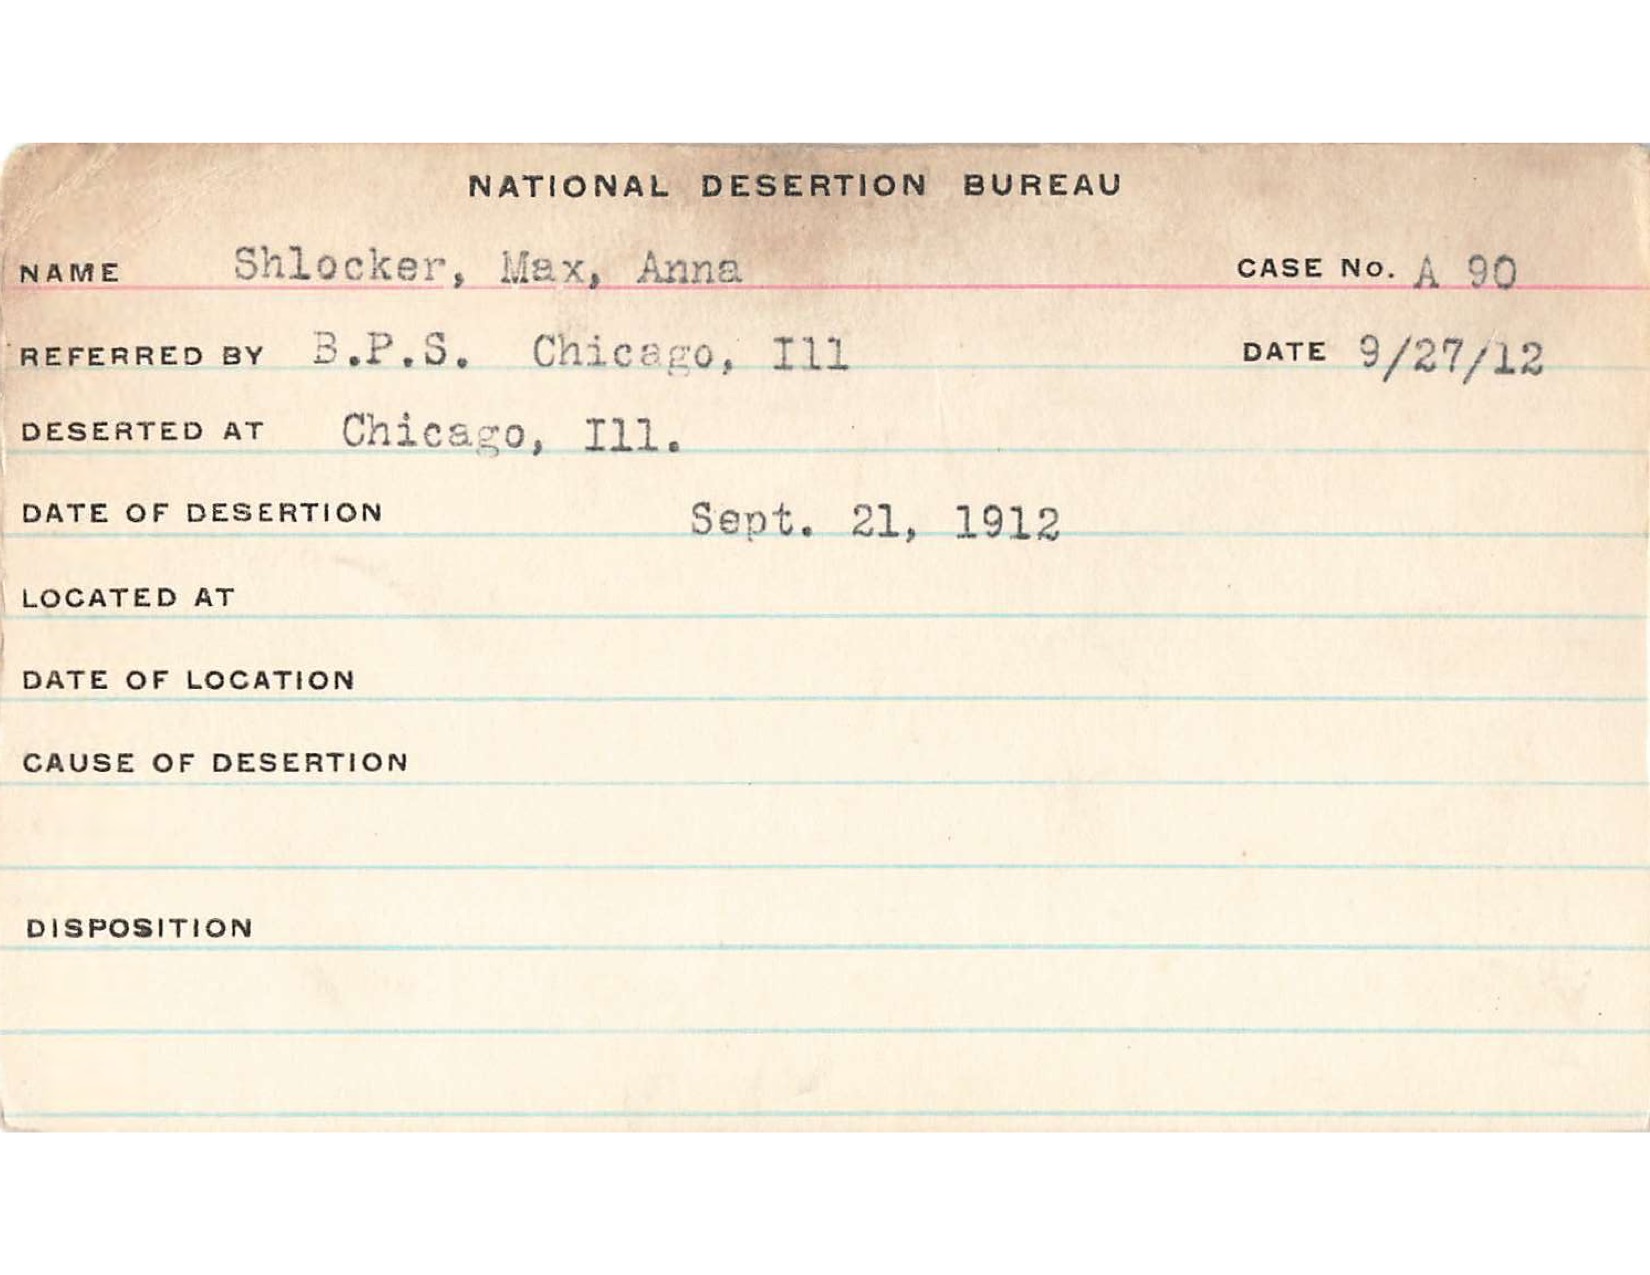 NATIONAL DESERTION BUREAU
NAME Shlocker, Max, Anna CASE No. A 90
REFERRED BY B.P.S. Chicago, Ill DATE 9/27/12
DESERTED AT Chicago, Ill.
DATE OF DESERTION Sept. 21, 1912
LOCATED AT
DATE OF LOCATION
CAUSE OF DESERTION
DISPOSITION